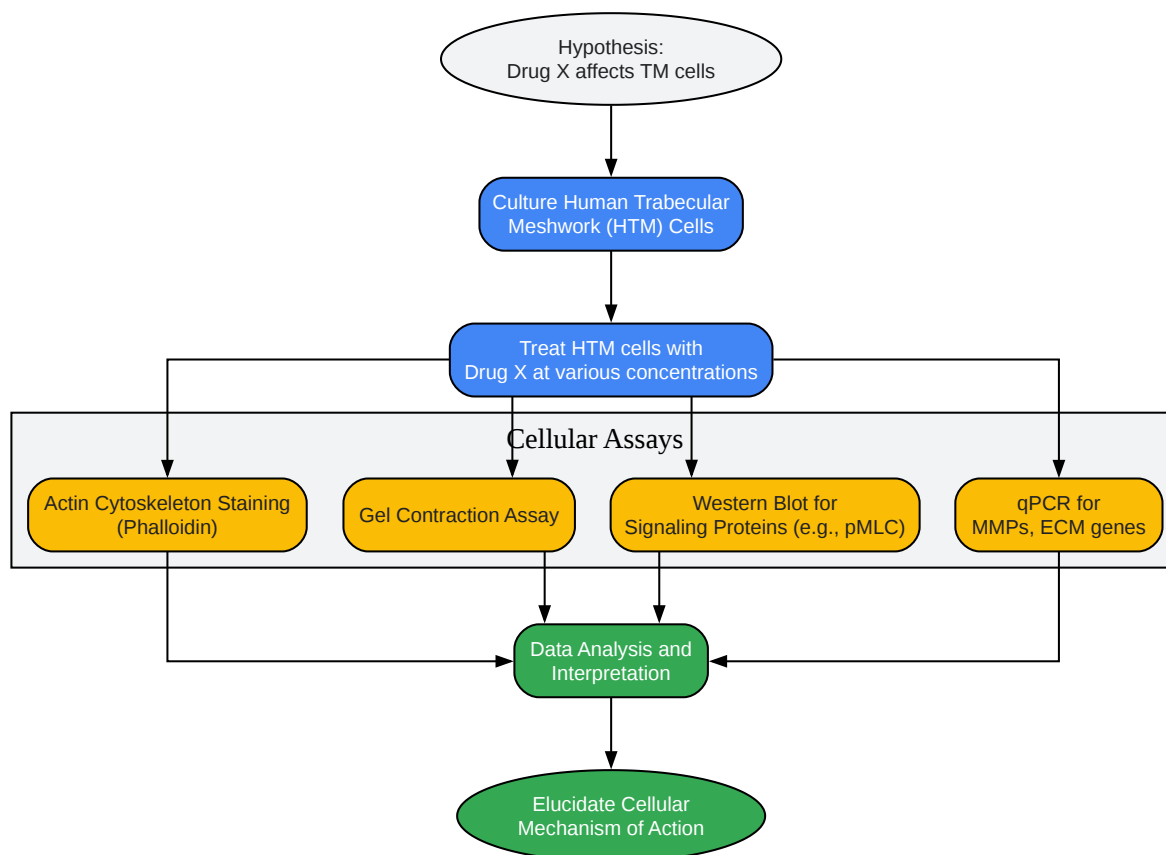 Hypothesis:
Drug X affects TM cells
Culture Human Trabecular
Meshwork (HTM) Cells
Treat HTM cells with
Drug X at various concentrations
Cellular Assays
Actin Cytoskeleton Staining
(Phalloidin)
Gel Contraction Assay
Western Blot for
Signaling Proteins (e.g., pMLC)
qPCR for
MMPs, ECM genes
Data Analysis and
Interpretation
Elucidate Cellular
Mechanism of Action